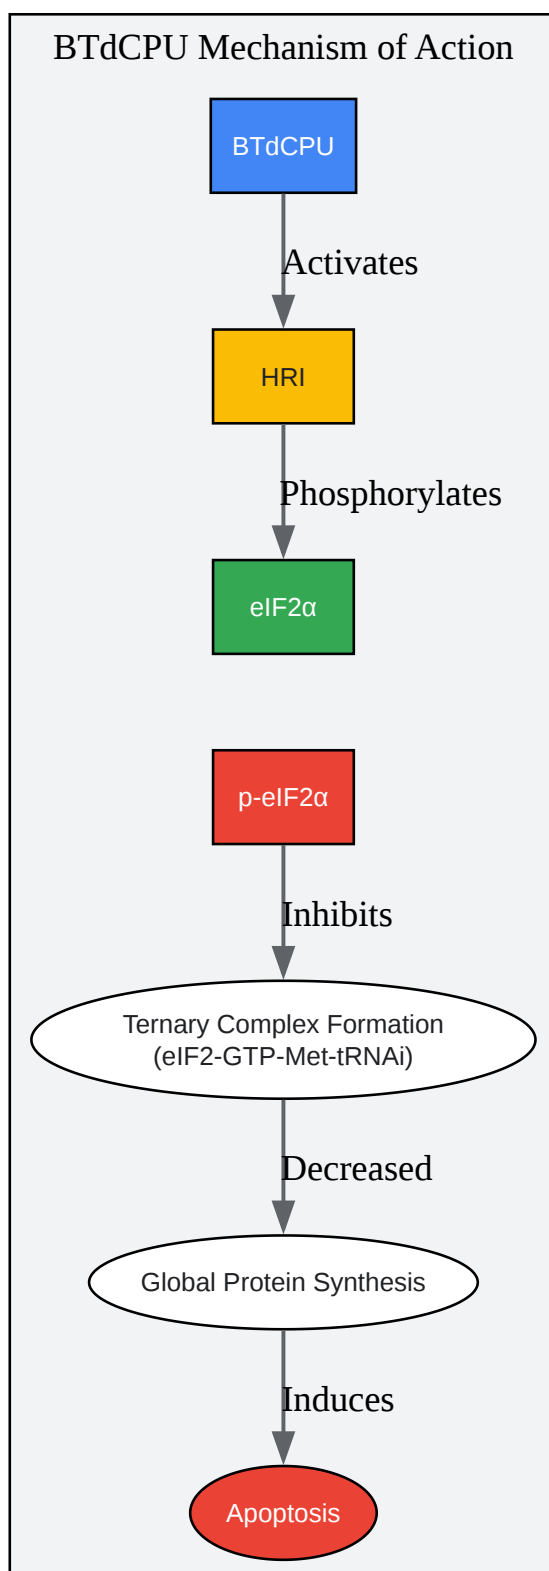 BTdCPU Mechanism of Action
BTdCPU
Activates
HRI
Phosphorylates
eIF2α
p-eIF2α
Inhibits
Ternary Complex Formation
(eIF2-GTP-Met-tRNAi)
Decreased
Global Protein Synthesis
Induces
Apoptosis